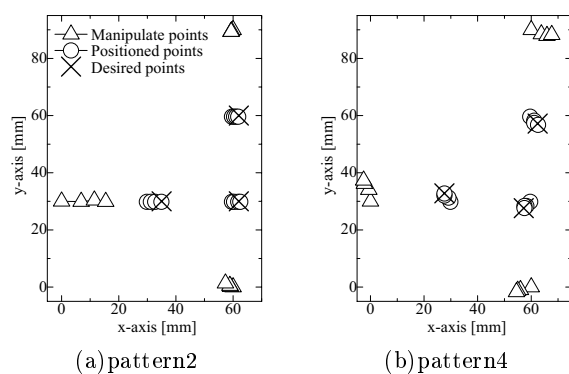 Manipulate points
Positioned points
Desired points
y-axis [mm]
80
60
40
20
0
0 20 40 60
x-axis [mm]
(a)pattern2
y-axis [mm]
80
60
40
20
0
0 20 40 60
x-axis [mm]
(b)pattern4